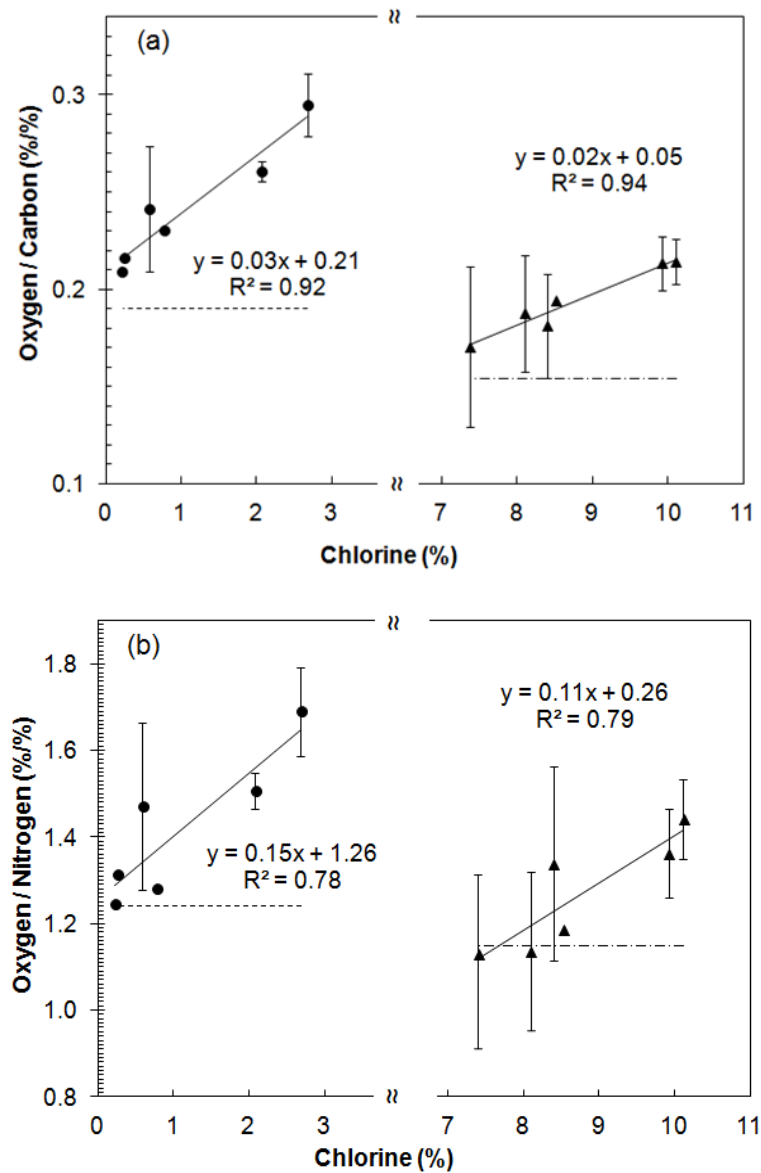 ≈
(a)
0.3
0.2
0.1
Oxygen / Carbon (%/%)
y = 0.03x + 0.21
R² = 0.92
y = 0.02x + 0.05
R² = 0.94
≈
0 1 2 3 7 8 9 10 11
Chlorine (%)
≈
(b)
1.8
1.6
1.4
1.2
1.0
0.8
Oxygen / Nitrogen (%/%)
y = 0.15x + 1.26
R² = 0.78
y = 0.11x + 0.26
R² = 0.79
≈
0 1 2 3 7 8 9 10 11
Chlorine (%)